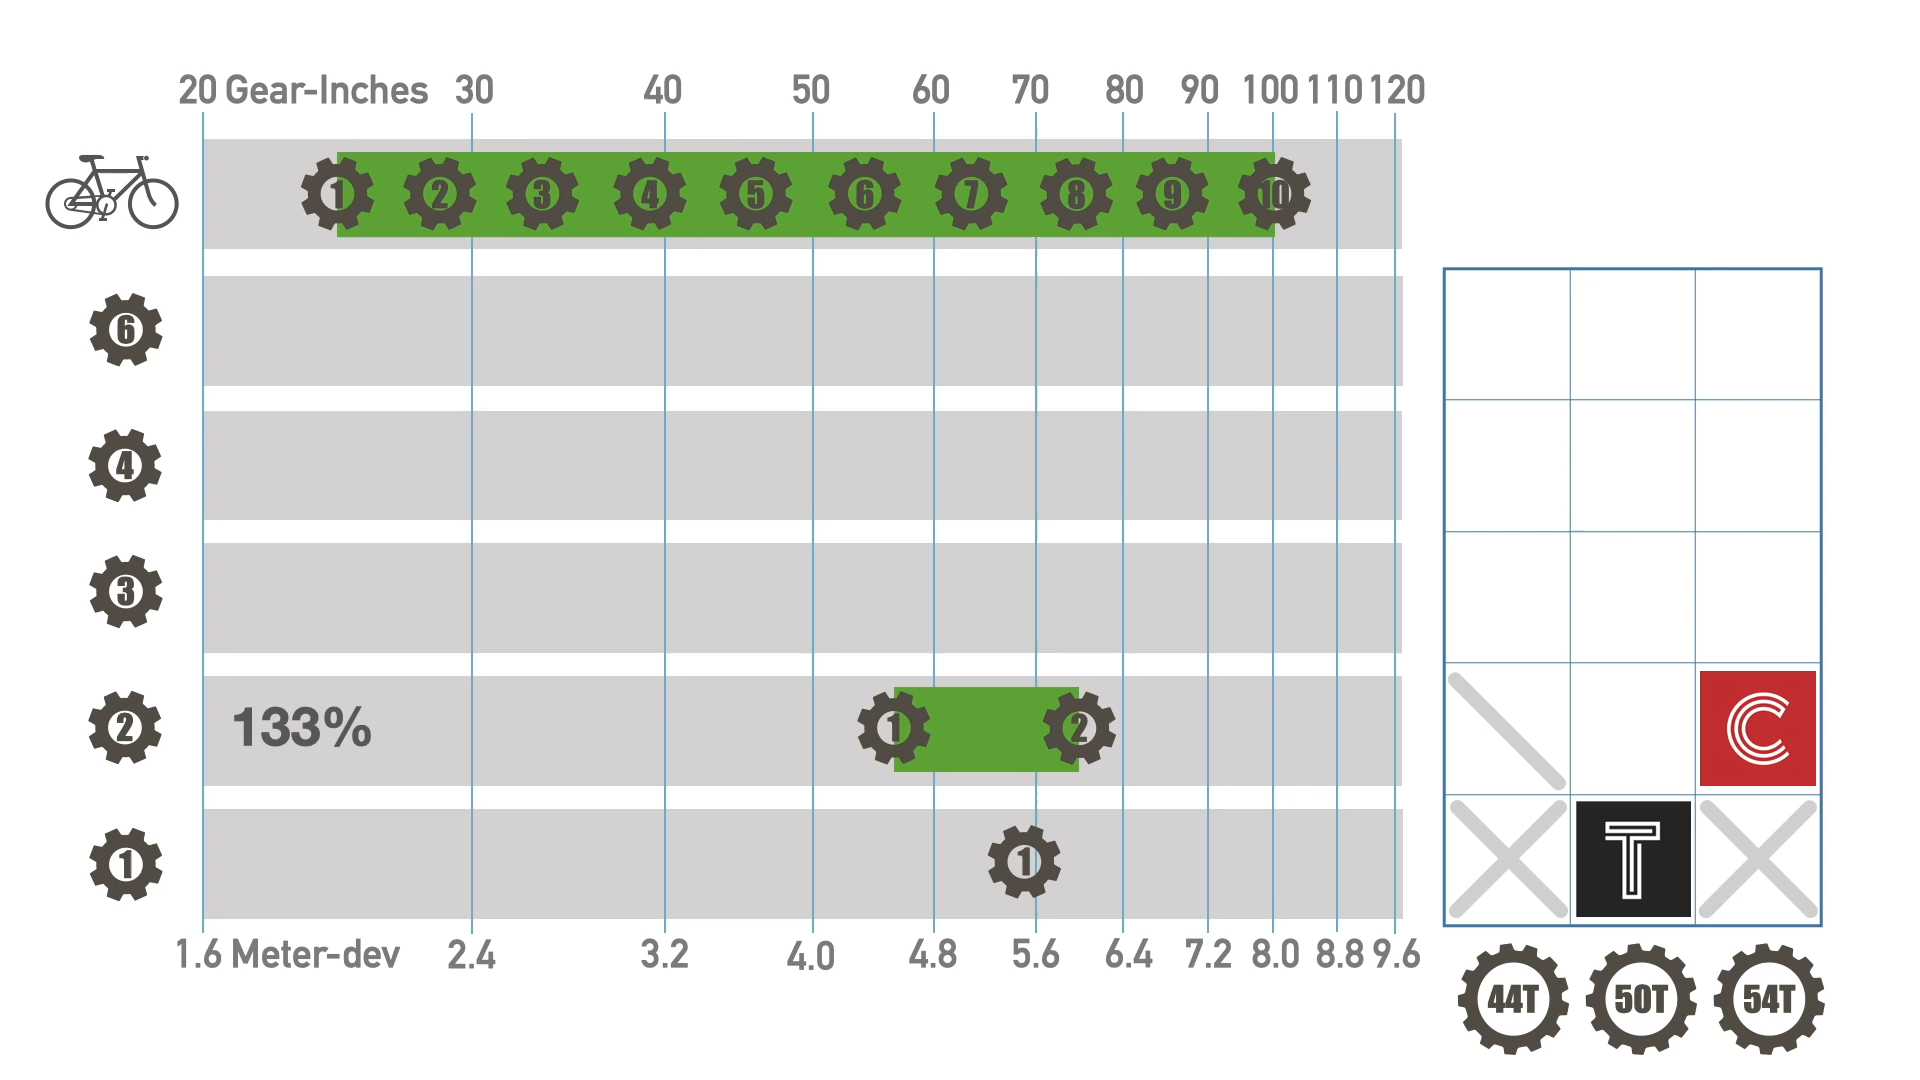 20 Gear-Inches 30 40 50 60 70 80 90 100 110 120
1 2 3 4 5 6 7 8 9 10
6
4
3
2 133% 1 2 C
1 1 T
1.6 Meter-dev 2.4 3.2 4.0 4.8 5.6 6.4 7.2 8.0 8.8 9.6
44T 50T 54T